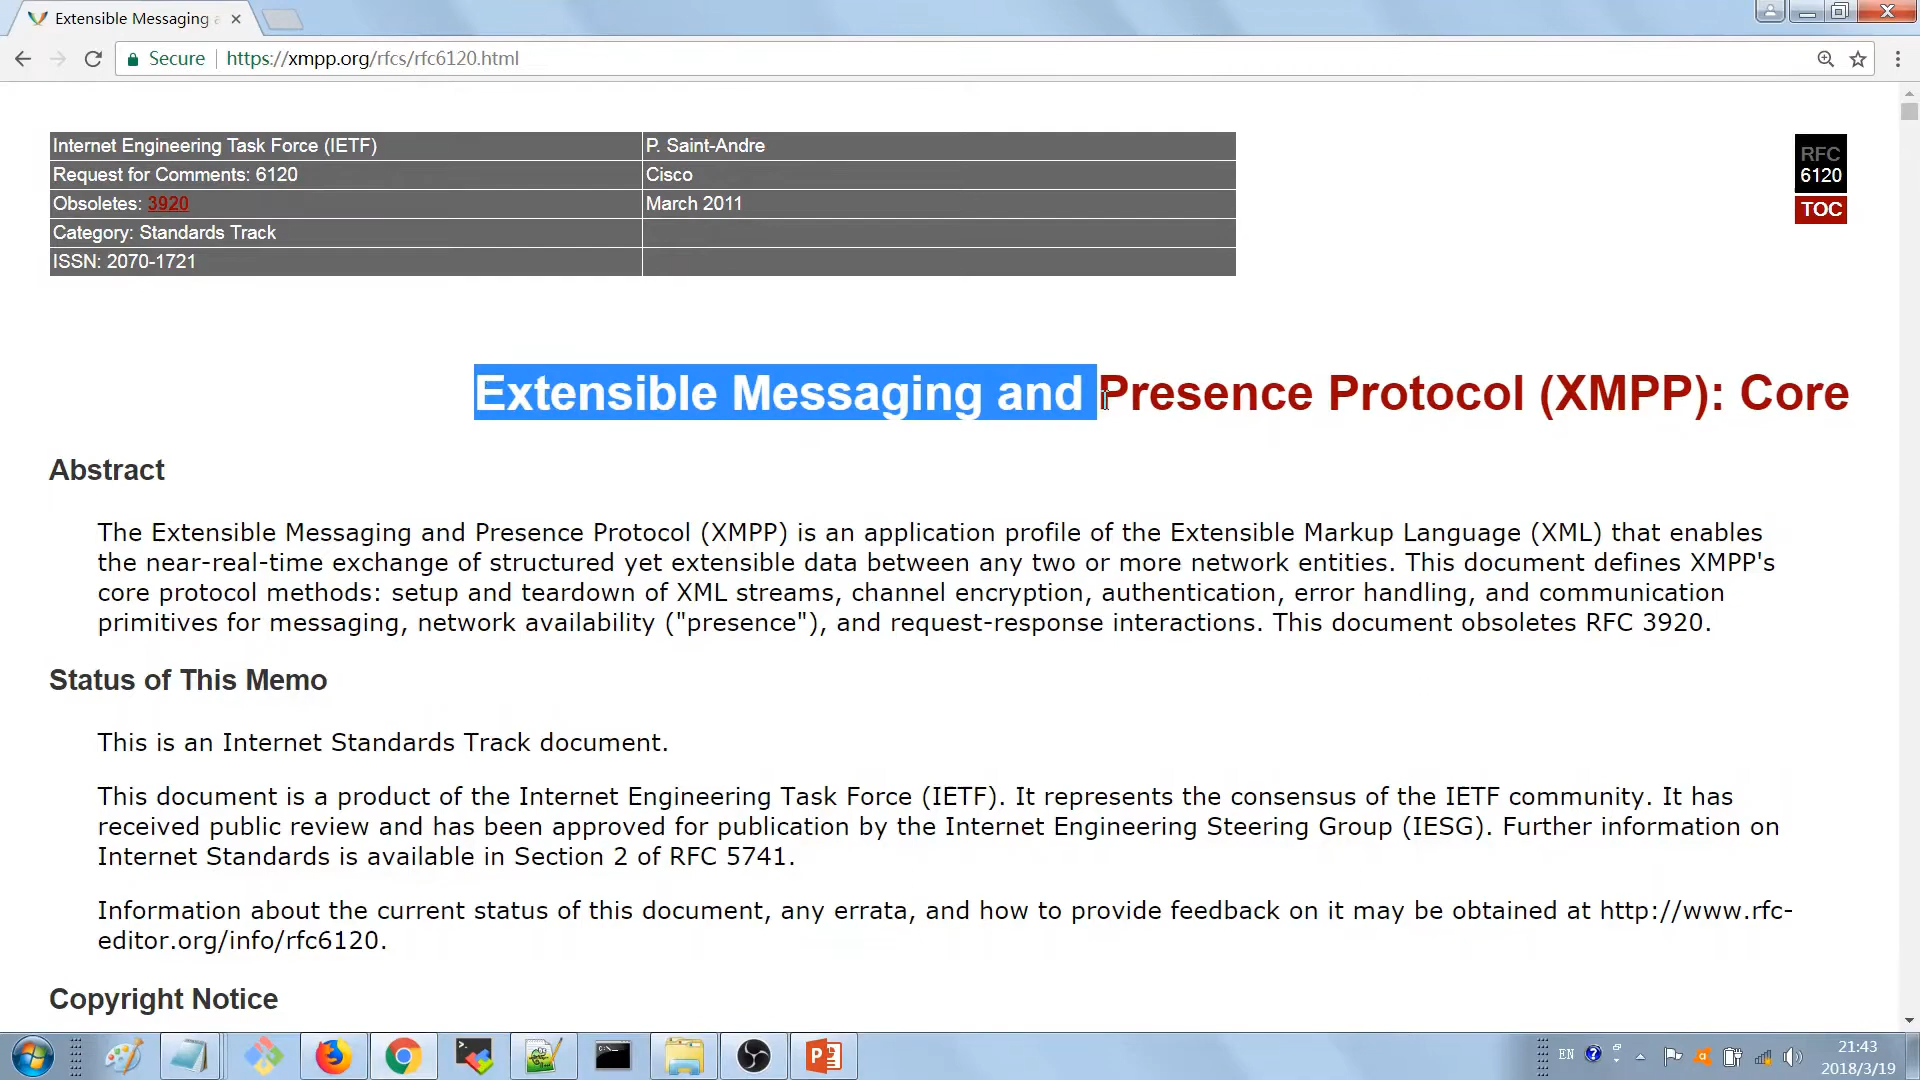 Extensible Messaging a
Secure https://xmpp.org/rfcs/rfc6120.html
Internet Engineering Task Force (IETF) P. Saint-Andre
Request for Comments: 6120 Cisco
Obsoletes: 3920 March 2011
Category: Standards Track
ISSN: 2070-1721
RFC
6120
TOC
Extensible Messaging and Presence Protocol (XMPP): Core
Abstract
The Extensible Messaging and Presence Protocol (XMPP) is an application profile of the Extensible Markup Language (XML) that enables
the near-real-time exchange of structured yet extensible data between any two or more network entities. This document defines XMPP's
core protocol methods: setup and teardown of XML streams, channel encryption, authentication, error handling, and communication
primitives for messaging, network availability ("presence"), and request-response interactions. This document obsoletes RFC 3920.
Status of This Memo
This is an Internet Standards Track document.
This document is a product of the Internet Engineering Task Force (IETF). It represents the consensus of the IETF community. It has
received public review and has been approved for publication by the Internet Engineering Steering Group (IESG). Further information on
Internet Standards is available in Section 2 of RFC 5741.
Information about the current status of this document, any errata, and how to provide feedback on it may be obtained at http://www.rfc-
editor.org/info/rfc6120.
Copyright Notice
EN
21:43
2018/3/19